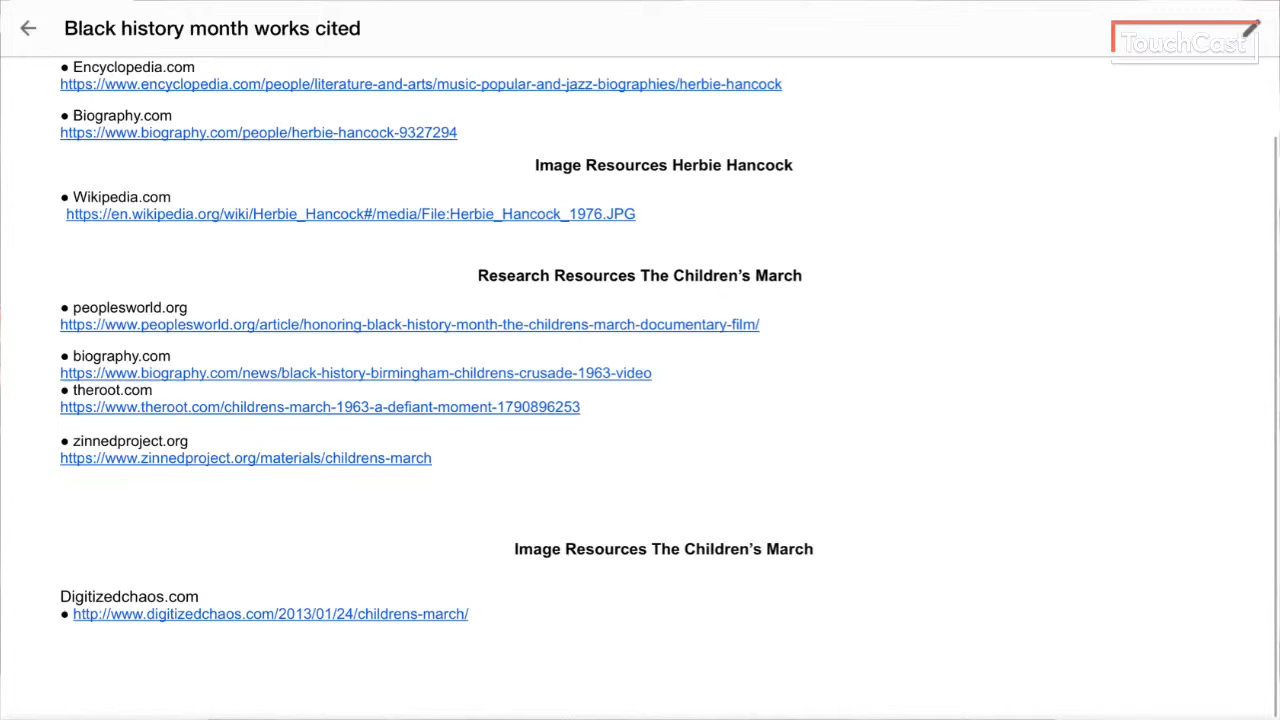 Black history month works cited
TouchCast
● Encyclopedia.com
https://www.encyclopedia.com/people/literature-and-arts/music-popular-and-jazz-biographies/herbie-hancock
● Biography.com
https://www.biography.com/people/herbie-hancock-9327294
Image Resources Herbie Hancock
● Wikipedia.com
https://en.wikipedia.org/wiki/Herbie_Hancock#/media/File:Herbie_Hancock_1976.JPG
Research Resources The Children’s March
● peoplesworld.org
https://www.peoplesworld.org/article/honoring-black-history-month-the-childrens-march-documentary-film/
● biography.com
https://www.biography.com/news/black-history-birmingham-childrens-crusade-1963-video
● theroot.com
https://www.theroot.com/childrens-march-1963-a-defiant-moment-1790896253
● zinnedproject.org
https://www.zinnedproject.org/materials/childrens-march
Image Resources The Children’s March
Digitizedchaos.com
● http://www.digitizedchaos.com/2013/01/24/childrens-march/